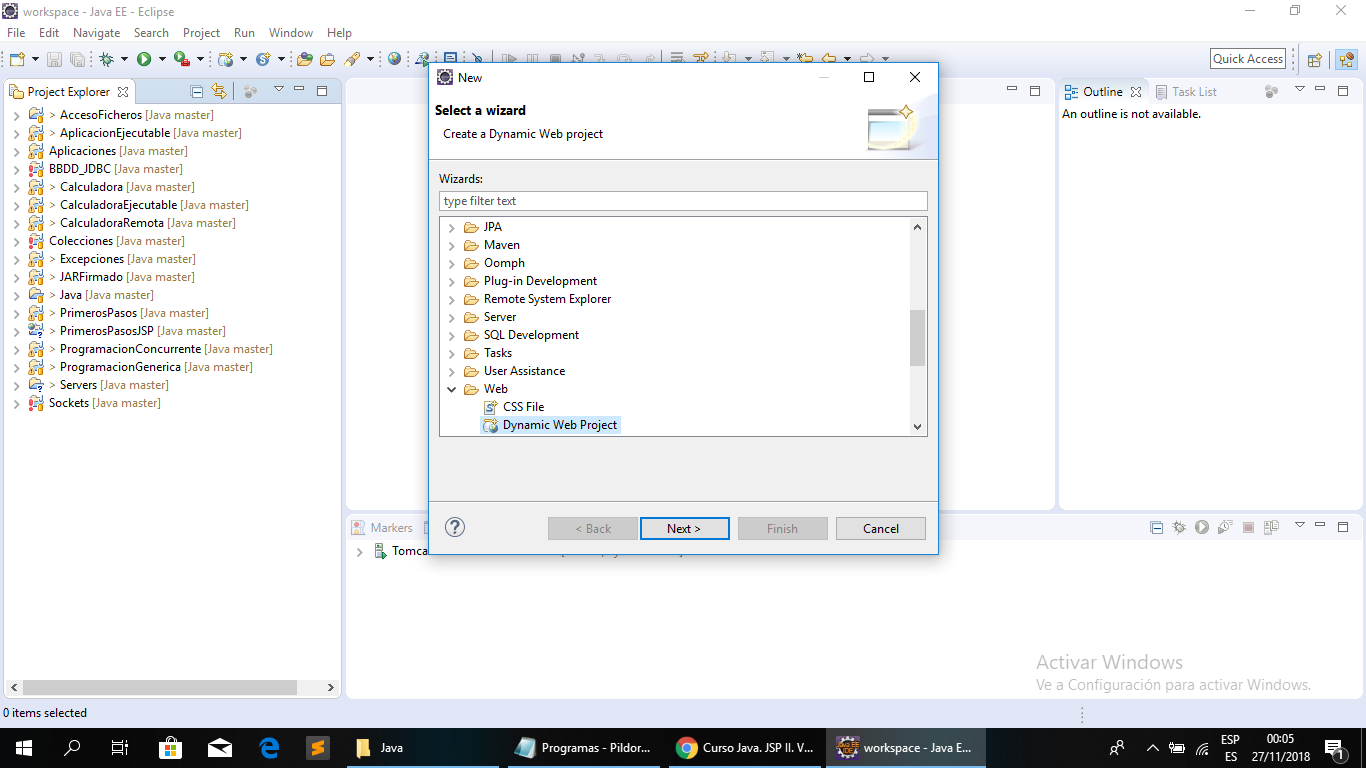 workspace - Java EE - Eclipse
File Edit Navigate Search Project Run Window Help
Quick Access
Project Explorer
> AccesoFicheros [Java master]
> AplicacionEjecutable [Java master]
Aplicaciones [Java master]
BBDD_JDBC [Java master]
> Calculadora [Java master]
> CalculadoraEjecutable [Java master]
> CalculadoraRemota [Java master]
Colecciones [Java master]
> Excepciones [Java master]
> JARFirmado [Java master]
> Java [Java master]
> PrimerosPasos [Java master]
> PrimerosPasosJSP [Java master]
> ProgramacionConcurrente [Java master]
> ProgramacionGenerica [Java master]
> Servers [Java master]
Sockets [Java master]
New
Select a wizard
Create a Dynamic Web project
Wizards:
type filter text
JPA
Maven
Oomph
Plug-in Development
Remote System Explorer
Server
SQL Development
Tasks
User Assistance
Web
CSS File
Dynamic Web Project
< Back Next > Finish Cancel
Outline Task List
An outline is not available.
Markers
Tomca
Activar Windows
Ve a Configuración para activar Windows.
0 items selected
Java
Programas - Pildor...
Curso Java. JSP II. V...
workspace - Java E...
ESP
ES
00:05
27/11/2018
1